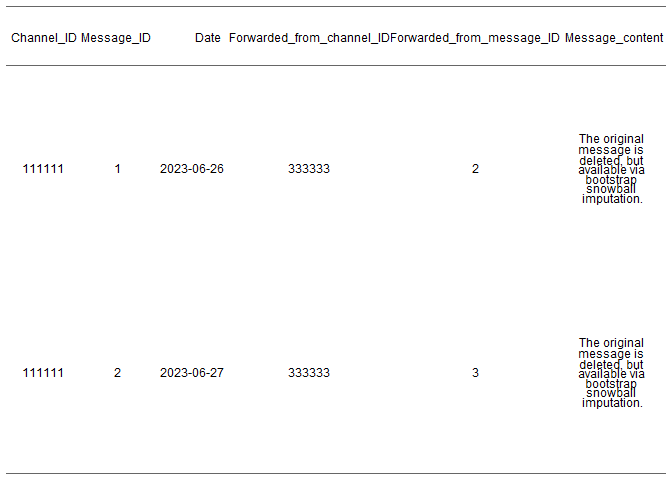 Channel_ID Message_ID Date Forwarded_from_channel_IDForwarded_from_message_ID Message_content
The original
message is
deleted, but
111111 1 2023-06-26 333333 2 available via
bootstrap
snowball
imputation.
The original
message is
deleted, but
111111 2 2023-06-27 333333 3 available via
bootstrap
snowball
imputation.